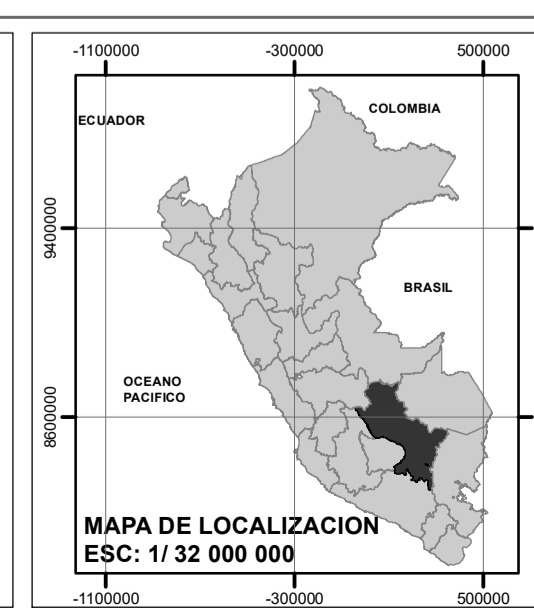 -1100000 -300000 500000
ECUADOR
COLOMBIA
9400000
BRASIL
OCEANO
PACIFICO
8600000
MAPA DE LOCALIZACION
ESC: 1/ 32 000 000
-1100000 -300000 500000